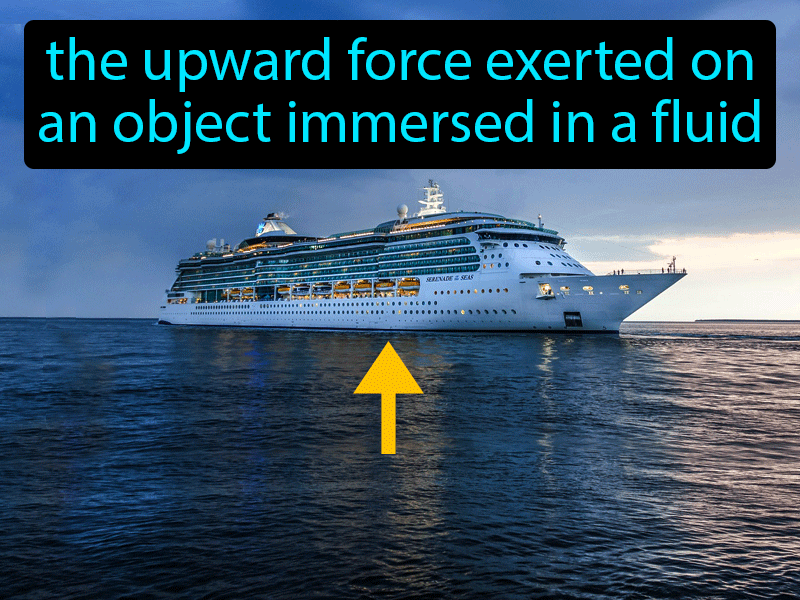 the upward force exerted on
an object immersed in a fluid
SERENADE OF THE SEAS